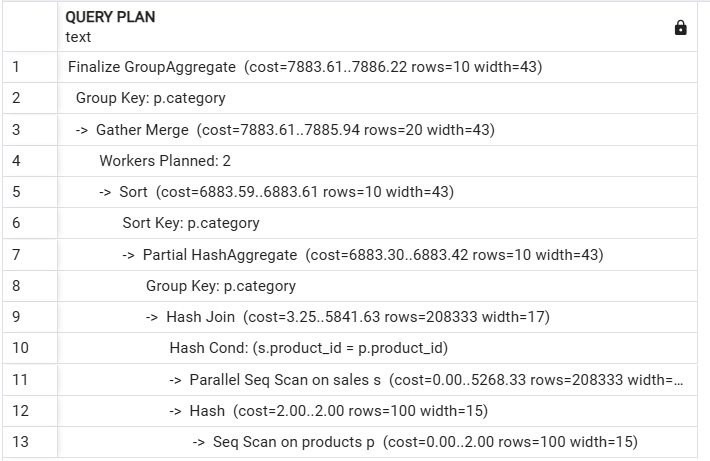 QUERY PLAN
text
1 Finalize GroupAggregate (cost=7883.61..7886.22 rows=10 width=43)
2 Group Key: p.category
3 -> Gather Merge (cost=7883.61..7885.94 rows=20 width=43)
4 Workers Planned: 2
5 -> Sort (cost=6883.59..6883.61 rows=10 width=43)
6 Sort Key: p.category
7 -> Partial HashAggregate (cost=6883.30..6883.42 rows=10 width=43)
8 Group Key: p.category
9 -> Hash Join (cost=3.25..5841.63 rows=208333 width=17)
10 Hash Cond: (s.product_id = p.product_id)
11 -> Parallel Seq Scan on sales s (cost=0.00..5268.33 rows=208333 width=...
12 -> Hash (cost=2.00..2.00 rows=100 width=15)
13 -> Seq Scan on products p (cost=0.00..2.00 rows=100 width=15)